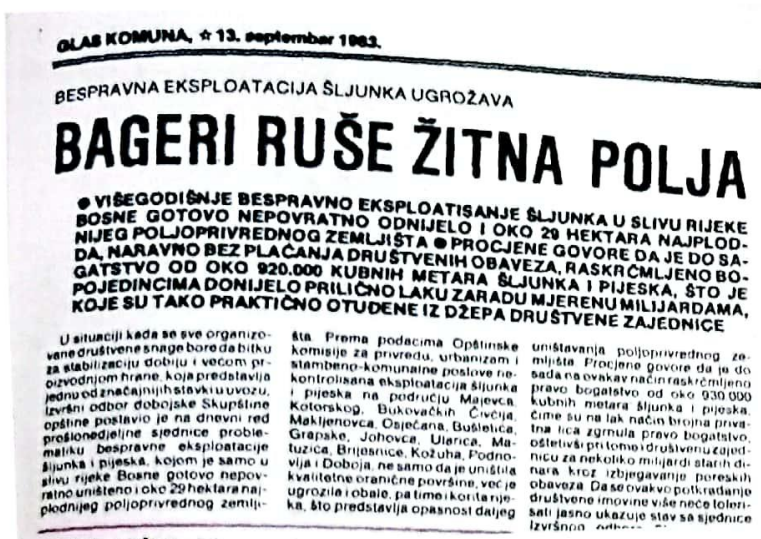 GLAS KOMUNA, ☆ 13. septembar 1983.
BESPRAVNA EKSPLOATACIJA ŠLJUNKA UGROŽAVA
BAGERI RUŠE ŽITNA POLJA
● VIŠEGODIŠNJE BESPRAVNO EKSPLOATISANJE ŠLJUNKA U SLIVU RIJEKE
BOSNE GOTOVO NEPOVRATNO ODNIJELO I OKO 29 HEKTARA NAJPLOD-
NIJEG POLJOPRIVREDNOG ZEMLJIŠTA ● PROCJENE GOVORE DA JE DO SA-
DA, NARAVNO BEZ PLAĆANJA DRUŠTVENIH OBAVEZA, RASKRČMLJENO BO-
GATSTVO OD OKO 920.000 KUBNIH METARA ŠLJUNKA I PIJESKA, ŠTO JE
POJEDINCIMA DONIJELO PRILIČNO LAKU ZARADU MJERENU MILIJARDAMA,
KOJE SU TAKO PRAKTIČNO OTUĐENE IZ DŽEPA DRUŠTVENE ZAJEDNICE
U situaciji kada se sve organizo-
vane društvene snage bore da bitku
za stabilizaciju dobiju i većom pr-
oizvodnjom hrane, koja predstavlja
jednu od značajnijih stavki u uvozu,
Izvršni odbor dobojske Skupštine
opštine postavio je na dnevni red
prošlonedjeljne sjednice proble-
matiku bespravne eksploatacije
šljunka i pijeska, kojom je samo u
slivu rijeke Bosne gotovo nepov-
ratno uništeno i oko 29 hektara naj-
plodnijeg poljoprivrednog zemlji-
šta. Prema podacima Opštinske
komisije za privredu, urbanizam i
stambeno-komunalne poslove ne-
kontrolisana eksploatacija šljunka
i pijeska na području Majevca,
Kotorskog, Bukovačkih Čivčija,
Makljenovca, Osječana, Bušletića,
Grapske, Johovca, Ularica, Ma-
tuzića, Brijesnice, Kožuha, Podno-
vlja i Doboja, ne samo da je uništila
kvalitetne oranične površine, već je
ugrozila i obale, pa time i korita rije-
ka, što predstavlja opasnost daljeg
uništavanja poljoprivrednog ze-
mljišta Procjene govore da je do
sada na ovakav način raskrčmljeno
pravo bogatstvo od oko 930.000
kubnih metara šljunka i pijeska,
čime su na lak način brojna priva-
tna lica zgrnula pravo bogatstvo,
oštetivši pri tome i društvenu zajed-
nicu za nekoliko milijardi starih di-
nara kroz izbjegavanje poreskih
obaveza Da se ovakvo potkradanje
društvene imovine više neće toleri-
sati jasno ukazuje stav sa sjednice
Izvršnog